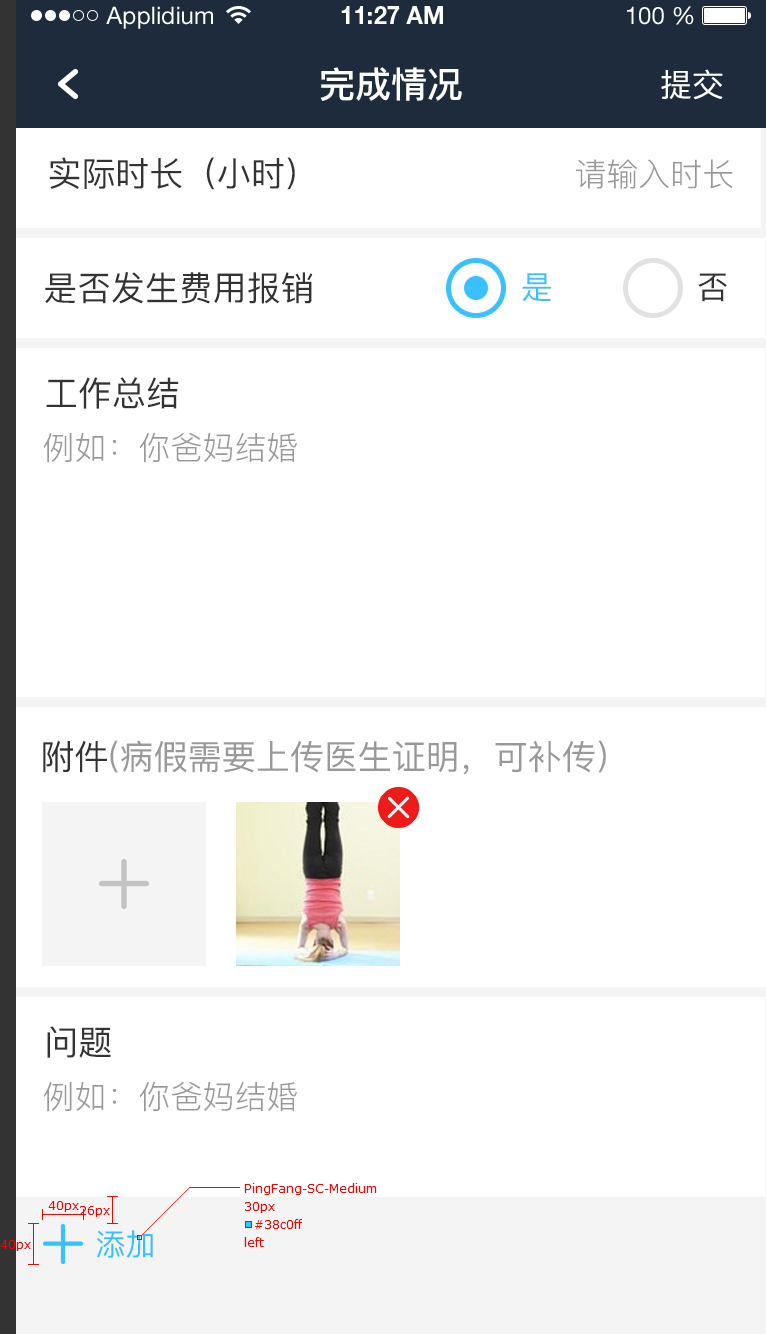 Applidium 11:27 AM 100 %
完成情况 提交
实际时长（小时） 请输入时长
是否发生费用报销 是 否
工作总结
例如：你爸妈结婚
附件(病假需要上传医生证明，可补传)
问题
例如：你爸妈结婚
PingFang-SC-Medium
40px 26px 30px
40px 添加 #38c0ff
left